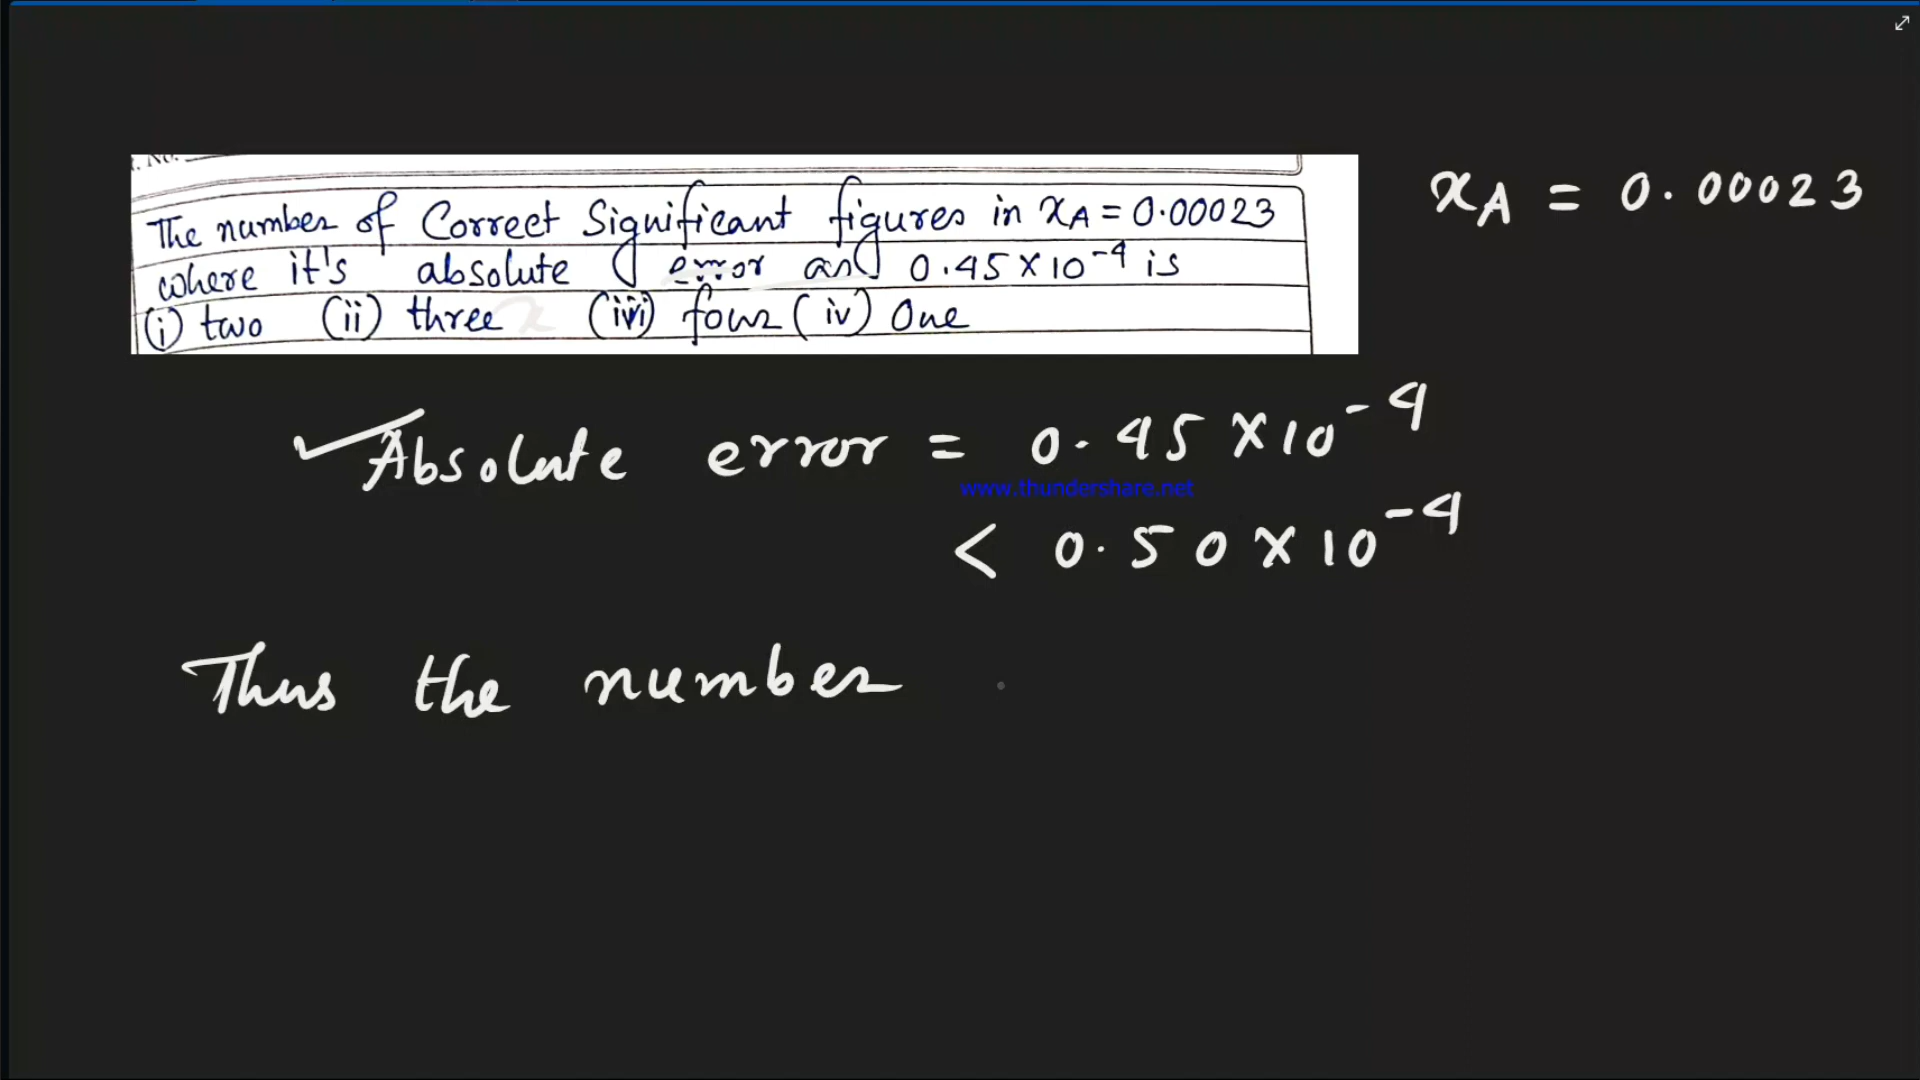 The number of Correct Significant figures in xA = 0.00023
where it's absolute error and 0.45 × 10⁻⁴ is
(i) two (ii) three (iii) four (iv) One
xA = 0.00023
Absolute error = 0.45 × 10⁻⁴
www.thundershare.net
< 0.50 × 10⁻⁴
Thus the number